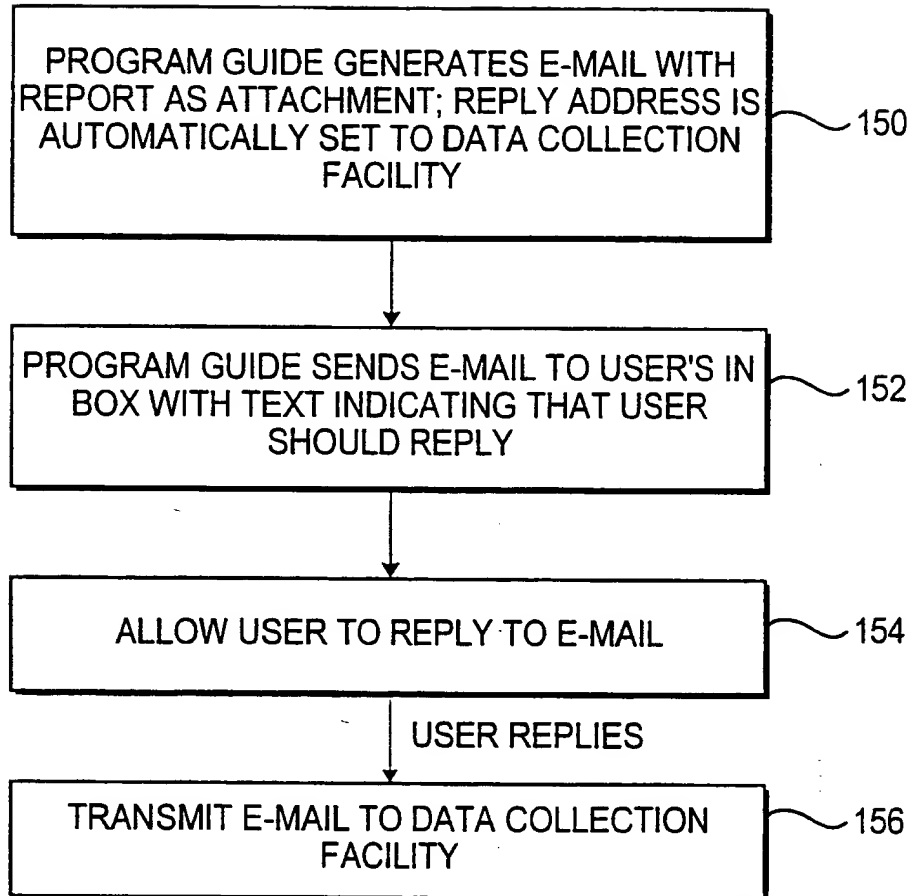 PROGRAM GUIDE GENERATES E-MAIL WITH
REPORT AS ATTACHMENT; REPLY ADDRESS IS
AUTOMATICALLY SET TO DATA COLLECTION
FACILITY
150
PROGRAM GUIDE SENDS E-MAIL TO USER'S IN
BOX WITH TEXT INDICATING THAT USER
SHOULD REPLY
152
ALLOW USER TO REPLY TO E-MAIL
154
USER REPLIES
TRANSMIT E-MAIL TO DATA COLLECTION
FACILITY
156